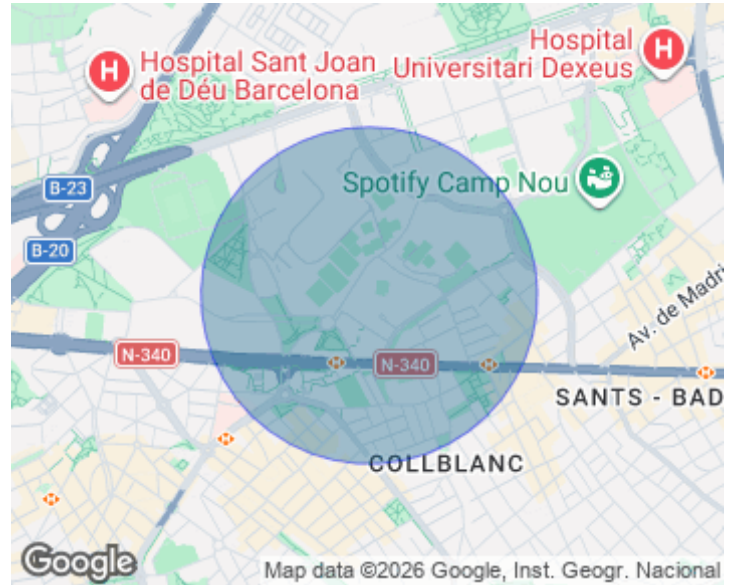 Hospital Sant Joan
de Déu Barcelona
Hospital
Universitari Dexeus
B-23
Spotify Camp Nou
B-20
Av. de Madri
N-340
N-340
SANTS - BAD
COLLBLANC
Google
Map data ©2026 Google, Inst. Geogr. Nacional